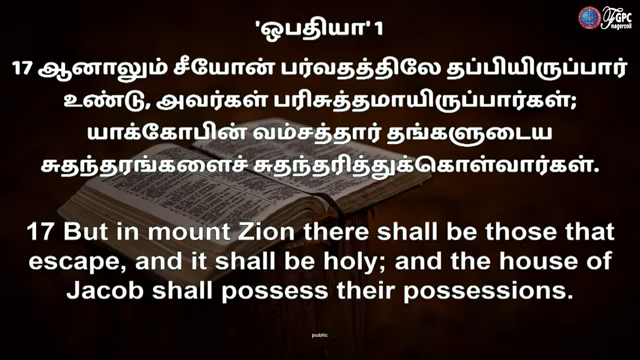 'ஒபதியா' 1
FGPC
nagercoil
17 ஆனாலும் சீயோன் பர்வதத்திலே தப்பியிருப்பார்
உண்டு, அவர்கள் பரிசுத்தமாயிருப்பார்கள்;
யாக்கோபின் வம்சத்தார் தங்களுடைய
சுதந்தரங்களைச் சுதந்தரித்துக்கொள்வார்கள்.
17 But in mount Zion there shall be those that
escape, and it shall be holy; and the house of
Jacob shall possess their possessions.
public